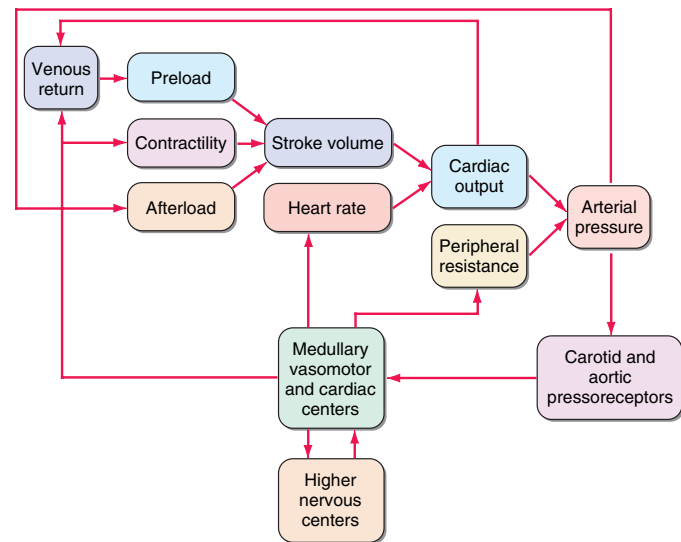 Venous
return
Preload
Contractility
Afterload
Stroke volume
Heart rate
Cardiac
output
Peripheral
resistance
Arterial
pressure
Medullary
vasomotor
and cardiac
centers
Carotid and
aortic
pressoreceptors
Higher
nervous
centers